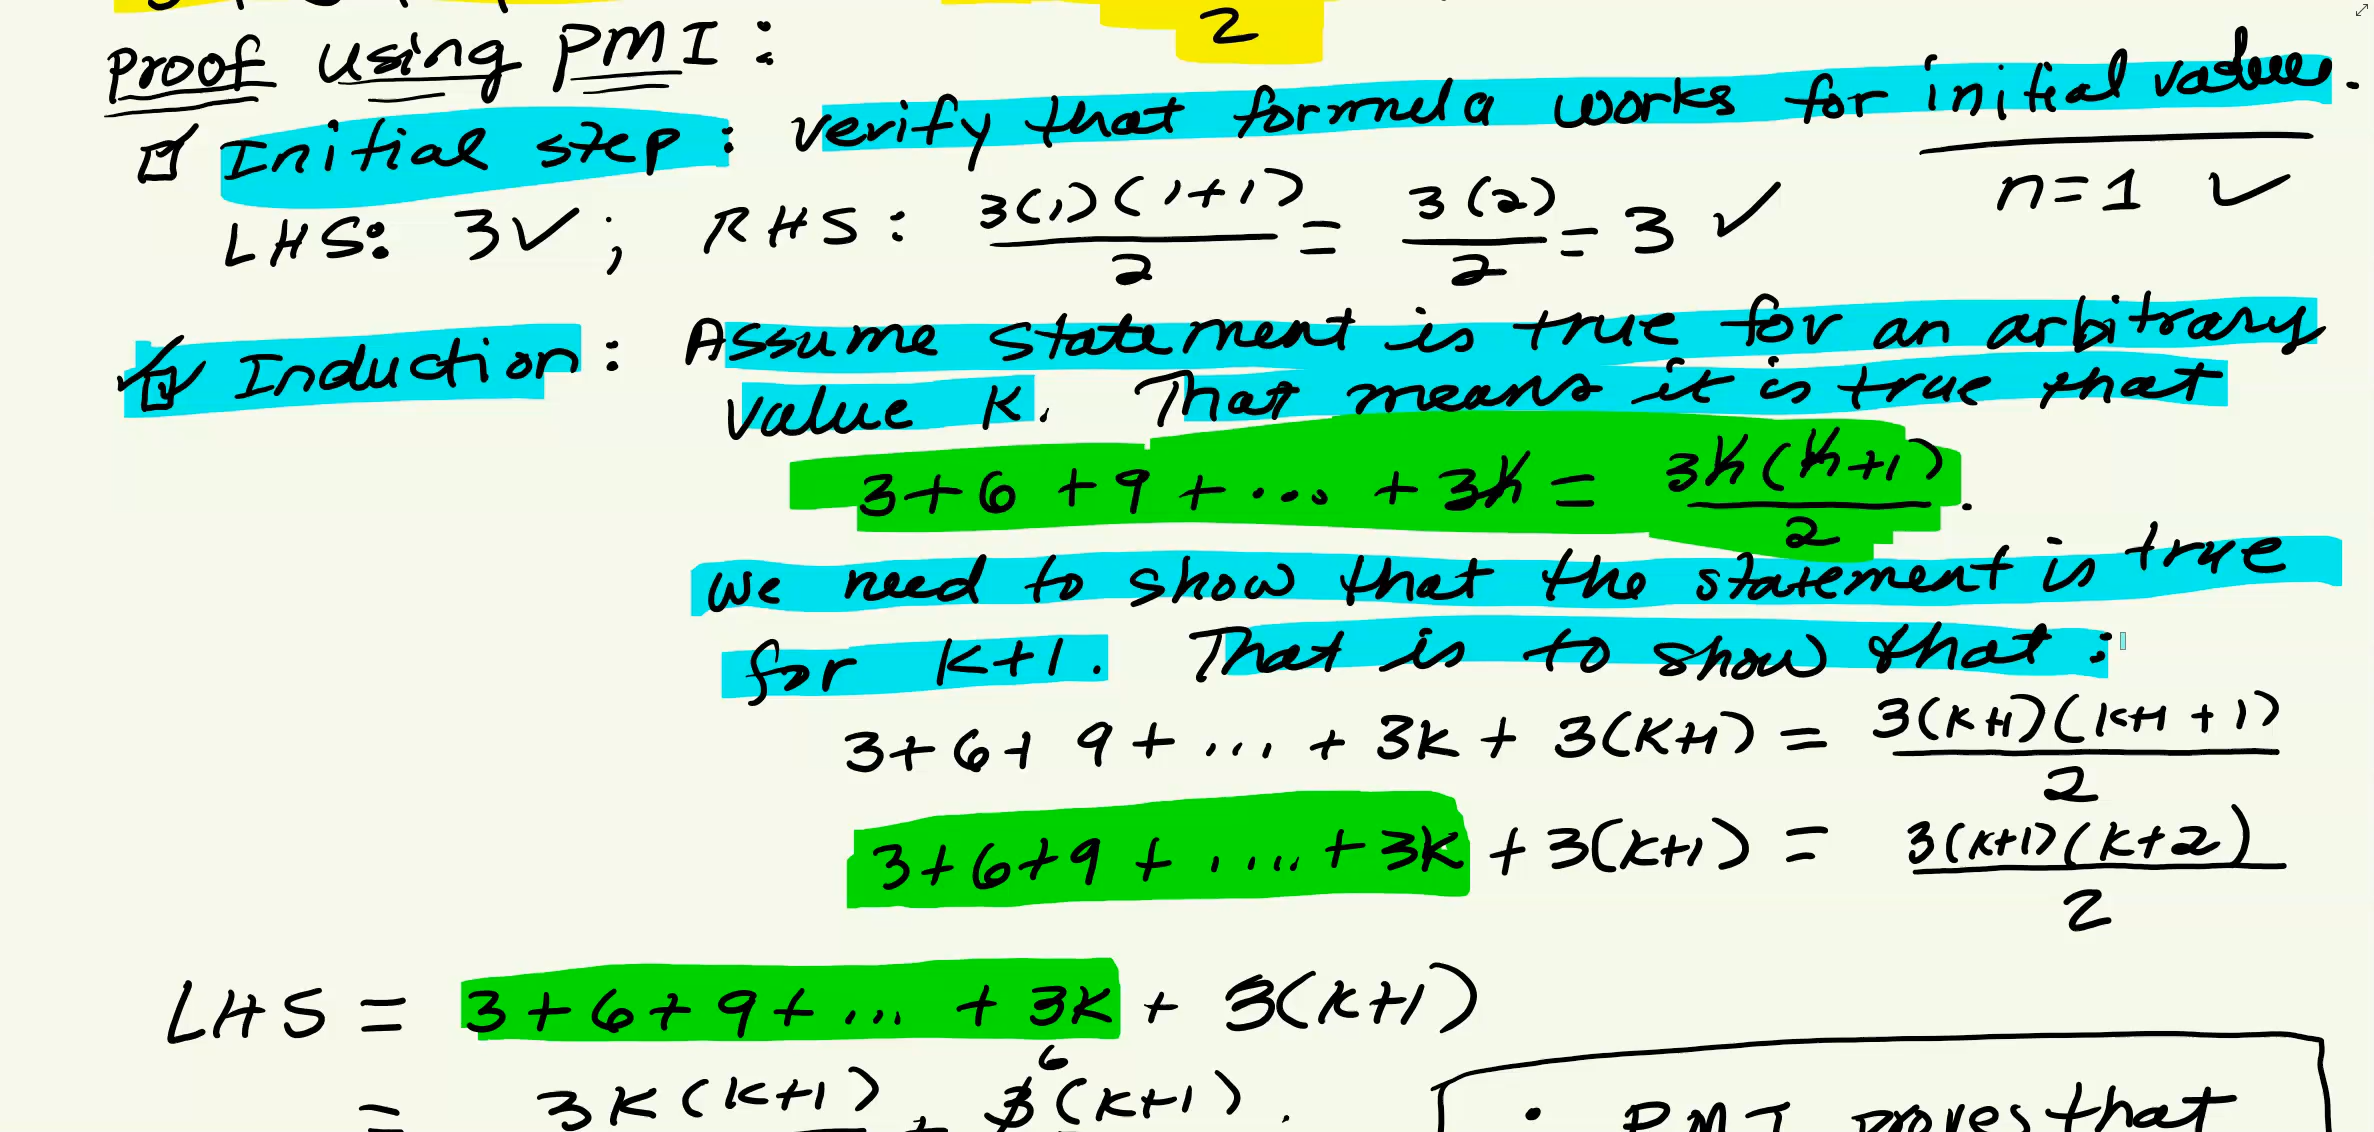 2
Proof using PMI:
Initial step: verify that formula works for initial value.
n=1 ✓
LHS: 3✓; RHS: 3(1)(1+1)/2 = 3(2)/2 = 3 ✓
Induction: Assume statement is true for an arbitrary
value k. That means it is true that
3+6+9+...+3k = 3k(k+1)/2.
we need to show that the statement is true
for k+1. That is to show that:
3+6+9+...+3k+3(k+1) = 3(k+1)(k+1+1)/2
3+6+9+....+3k+3(k+1) = 3(k+1)(k+2)/2
LHS = 3+6+9+...+3k+3(k+1)
= 3k(k+1) + 6 3(k+1).
• PMI proves that